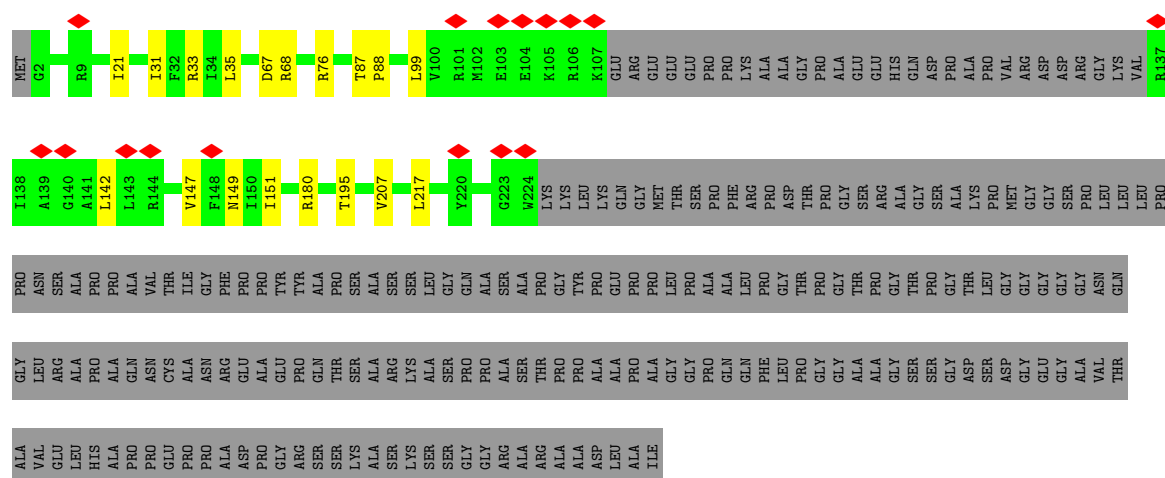 MET G2 R9 I21 I31 F32 R33 I34 L35 D67 R68 R76 T87 P88 L99 V100 R101 M102 E103 E104 K105 R106 K107 GLU ARG GLU GLU GLU PRO PRO LYS ALA ALA GLY PRO ALA GLU GLU HIS GLN ASP PRO ALA PRO VAL ARG ASP ASP ARG GLY LYS VAL R137
I138 A139 G140 A141 L142 L143 R144 V147 F148 N149 I150 I151 R180 T195 V207 L217 Y220 G223 W224 LYS LYS LEU LYS GLN GLY MET THR SER PRO PHE ARG PRO ASP THR PRO GLY SER ARG ALA GLY SER ALA LYS PRO MET GLY GLY SER PRO LEU LEU LEU PRO
PRO ASN SER ALA PRO PRO ALA VAL THR ILE GLY PHE PRO PRO TYR TYR ALA PRO SER ALA SER SER LEU GLY GLN ALA SER ALA PRO GLY TYR PRO GLU PRO PRO LEU PRO ALA ALA LEU PRO GLY THR PRO GLY THR PRO GLY THR PRO GLY THR LEU GLY GLY GLY GLY ASN GLN
GLY LEU ARG ALA PRO ALA GLN ASN CYS ALA ASN ARG GLU ALA GLU PRO GLN THR SER ALA ARG LYS ALA SER PRO PRO ALA SER THR PRO PRO ALA ALA PRO ALA GLY GLY PRO GLN GLN PHE LEU PRO GLY GLY ALA ALA GLY SER SER GLY ASP SER ASP GLY GLU GLY ALA VAL THR
ALA VAL GLU LEU HIS ALA PRO PRO GLU PRO PRO ALA ASP PRO GLY ARG SER SER LYS ALA SER LYS SER SER GLY GLY ARG ALA ARG ALA ALA ASP LEU ALA ILE